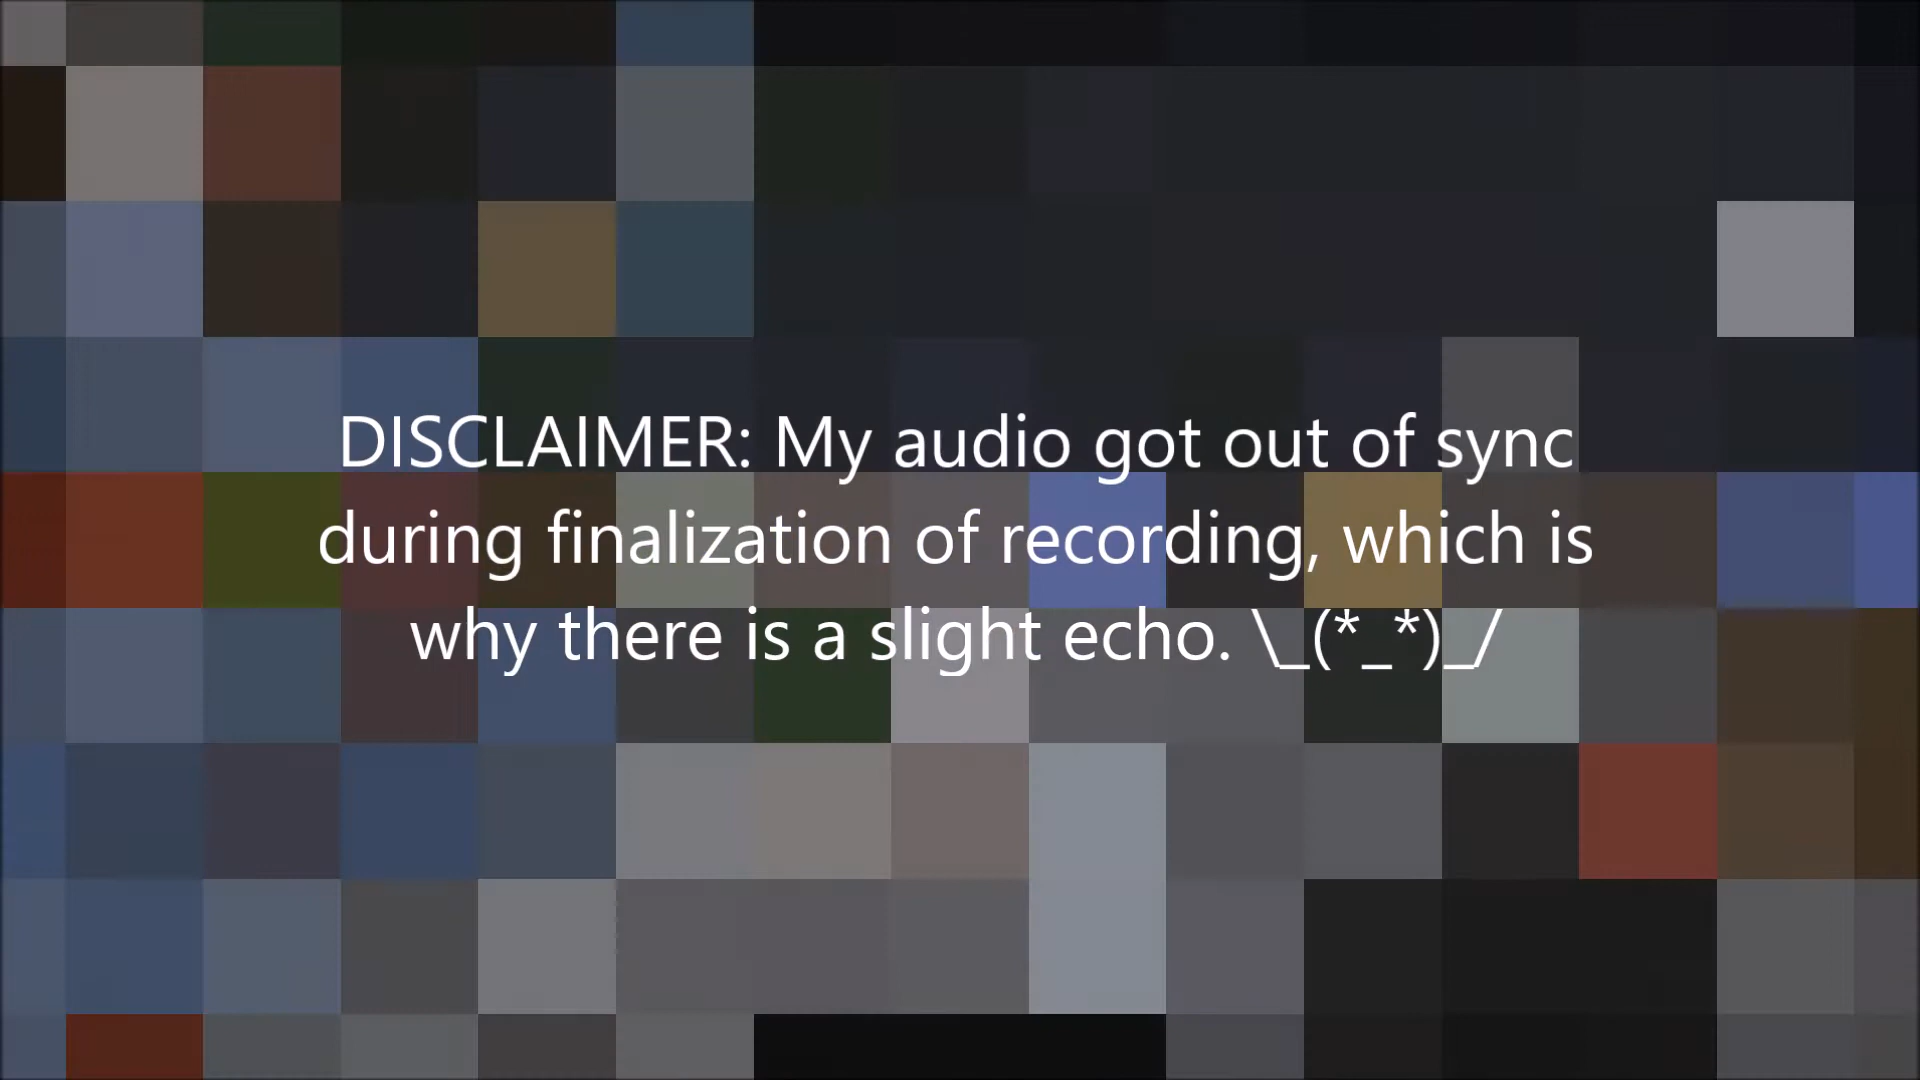 DISCLAIMER: My audio got out of sync
during finalization of recording, which is
why there is a slight echo. \_(*_*)_/